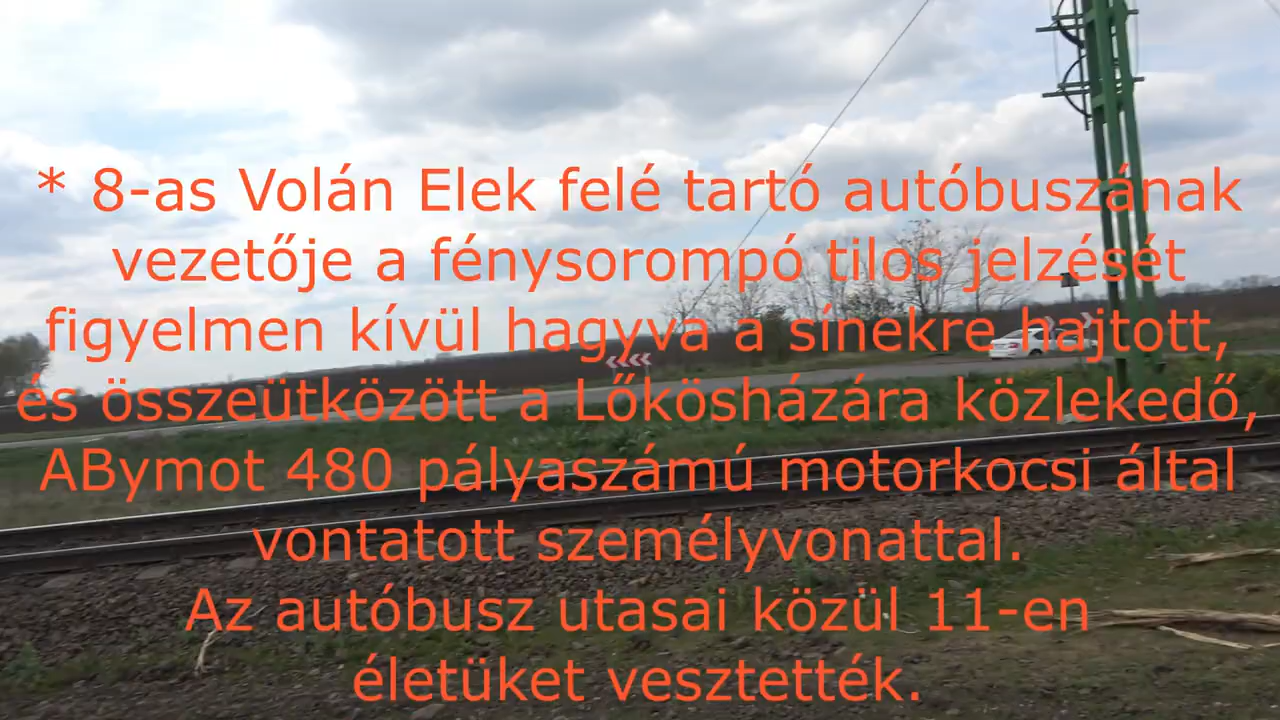 * 8-as Volán Elek felé tartó autóbuszának
vezetője a fénysorompó tilos jelzését
figyelmen kívül hagyva a sínekre hajtott,
és összeütközött a Lőkösházára közlekedő,
ABymot 480 pályaszámú motorkocsi által
vontatott személyvonattal.
Az autóbusz utasai közül 11-en
életüket vesztették.